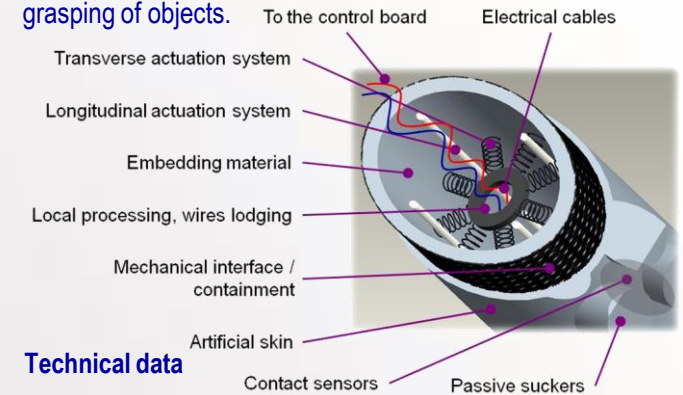 grasping of objects.
To the control board
Electrical cables
Transverse actuation system
Longitudinal actuation system
Embedding material
Local processing, wires lodging
Mechanical interface /
containment
Artificial skin
Technical data
Contact sensors
Passive suckers